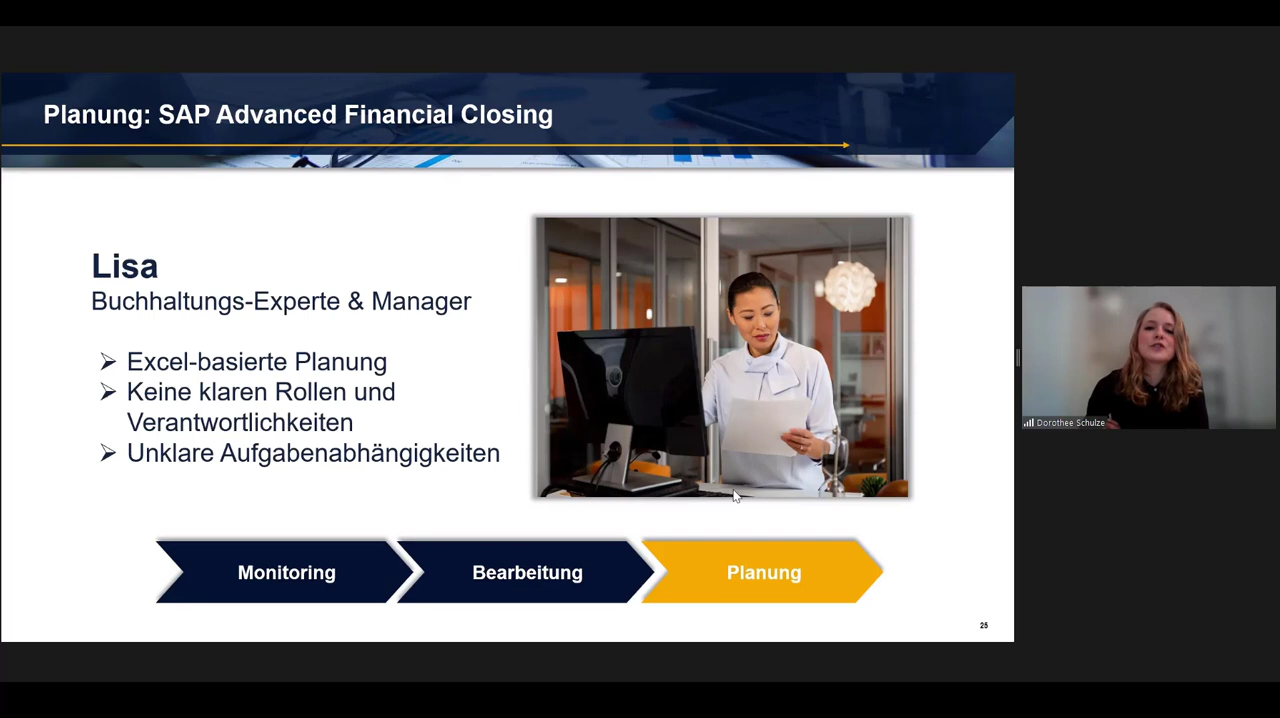 Planung: SAP Advanced Financial Closing
Lisa
Buchhaltungs-Experte & Manager
Excel-basierte Planung
Keine klaren Rollen und
Verantwortlichkeiten
Unklare Aufgabenabhängigkeiten
Monitoring
Bearbeitung
Planung
25
Dorothee Schulze